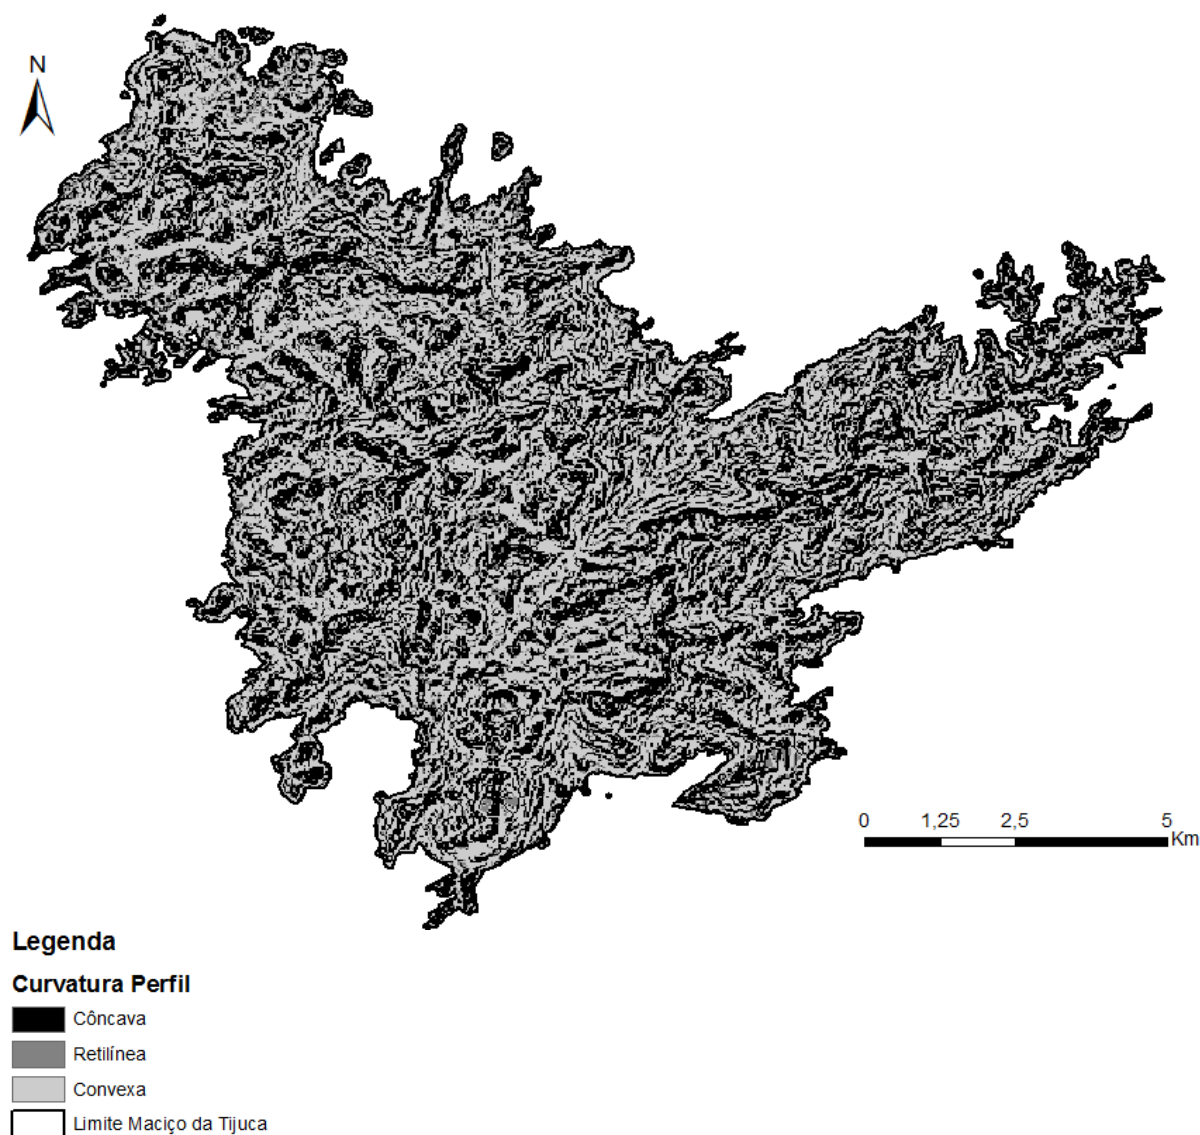 N
0 1,25 2,5 5
Km
Legenda
Curvatura Perfil
Côncava
Retilínea
Convexa
Limite Maciço da Tijuca